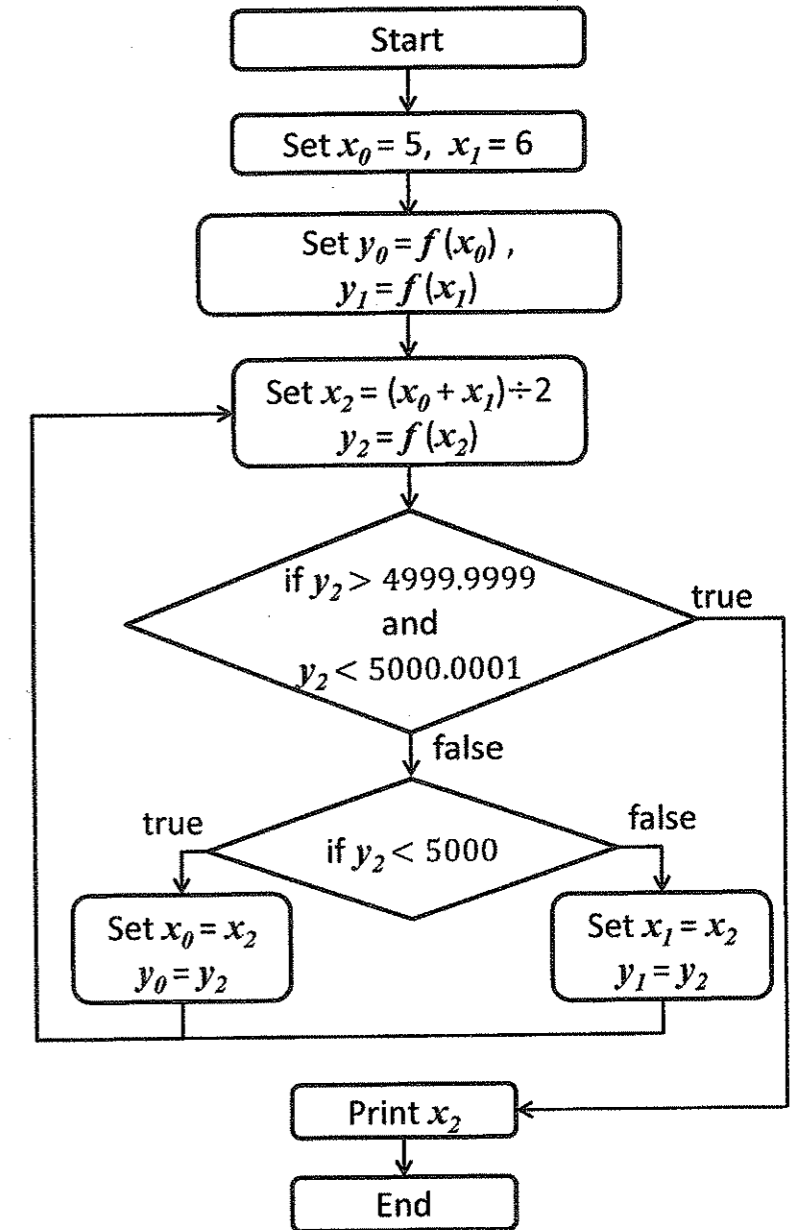 Start
Set x₀ = 5, x₁ = 6
Set y₀ = f(x₀) ,
y₁ = f(x₁)
Set x₂ = (x₀ + x₁)÷2
y₂ = f(x₂)
if y₂ > 4999.9999
and
y₂ < 5000.0001
true
false
if y₂ < 5000
true
false
Set x₀ = x₂
y₀ = y₂
Set x₁ = x₂
y₁ = y₂
Print x₂
End